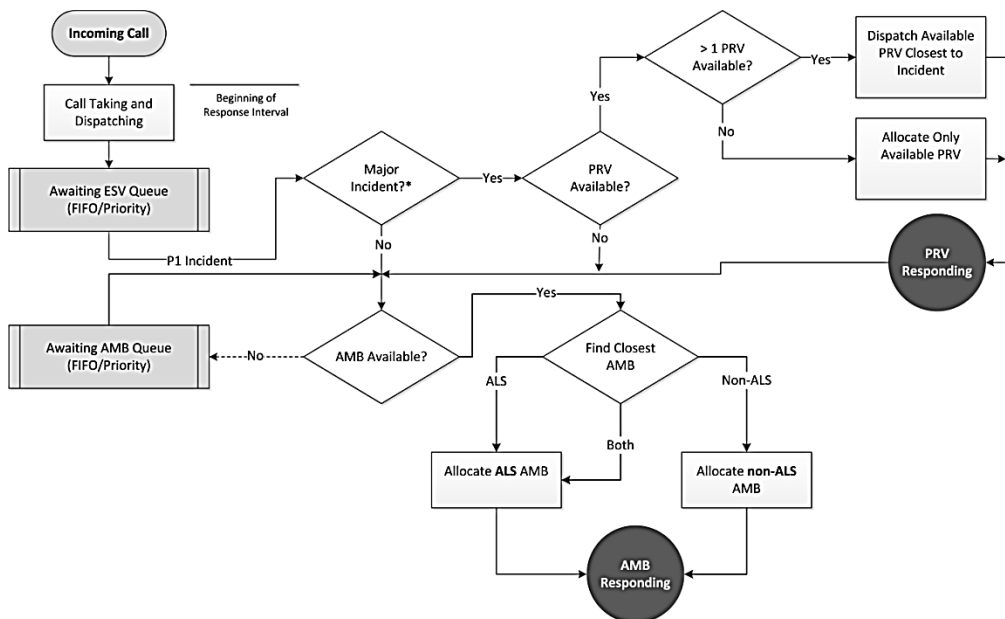 Incoming Call
Call Taking and
Dispatching
Beginning of
Response Interval
Awaiting ESV Queue
(FIFO/Priority)
P1 Incident
Major
Incident?*
Yes
No
PRV
Available?
Yes
No
> 1 PRV
Available?
Yes
No
Dispatch Available
PRV Closest to
Incident
Allocate Only
Available PRV
PRV
Responding
Awaiting AMB Queue
(FIFO/Priority)
No
AMB Available?
Yes
Find Closest
AMB
ALS
Non-ALS
Both
Allocate ALS AMB
Allocate non-ALS
AMB
AMB
Responding